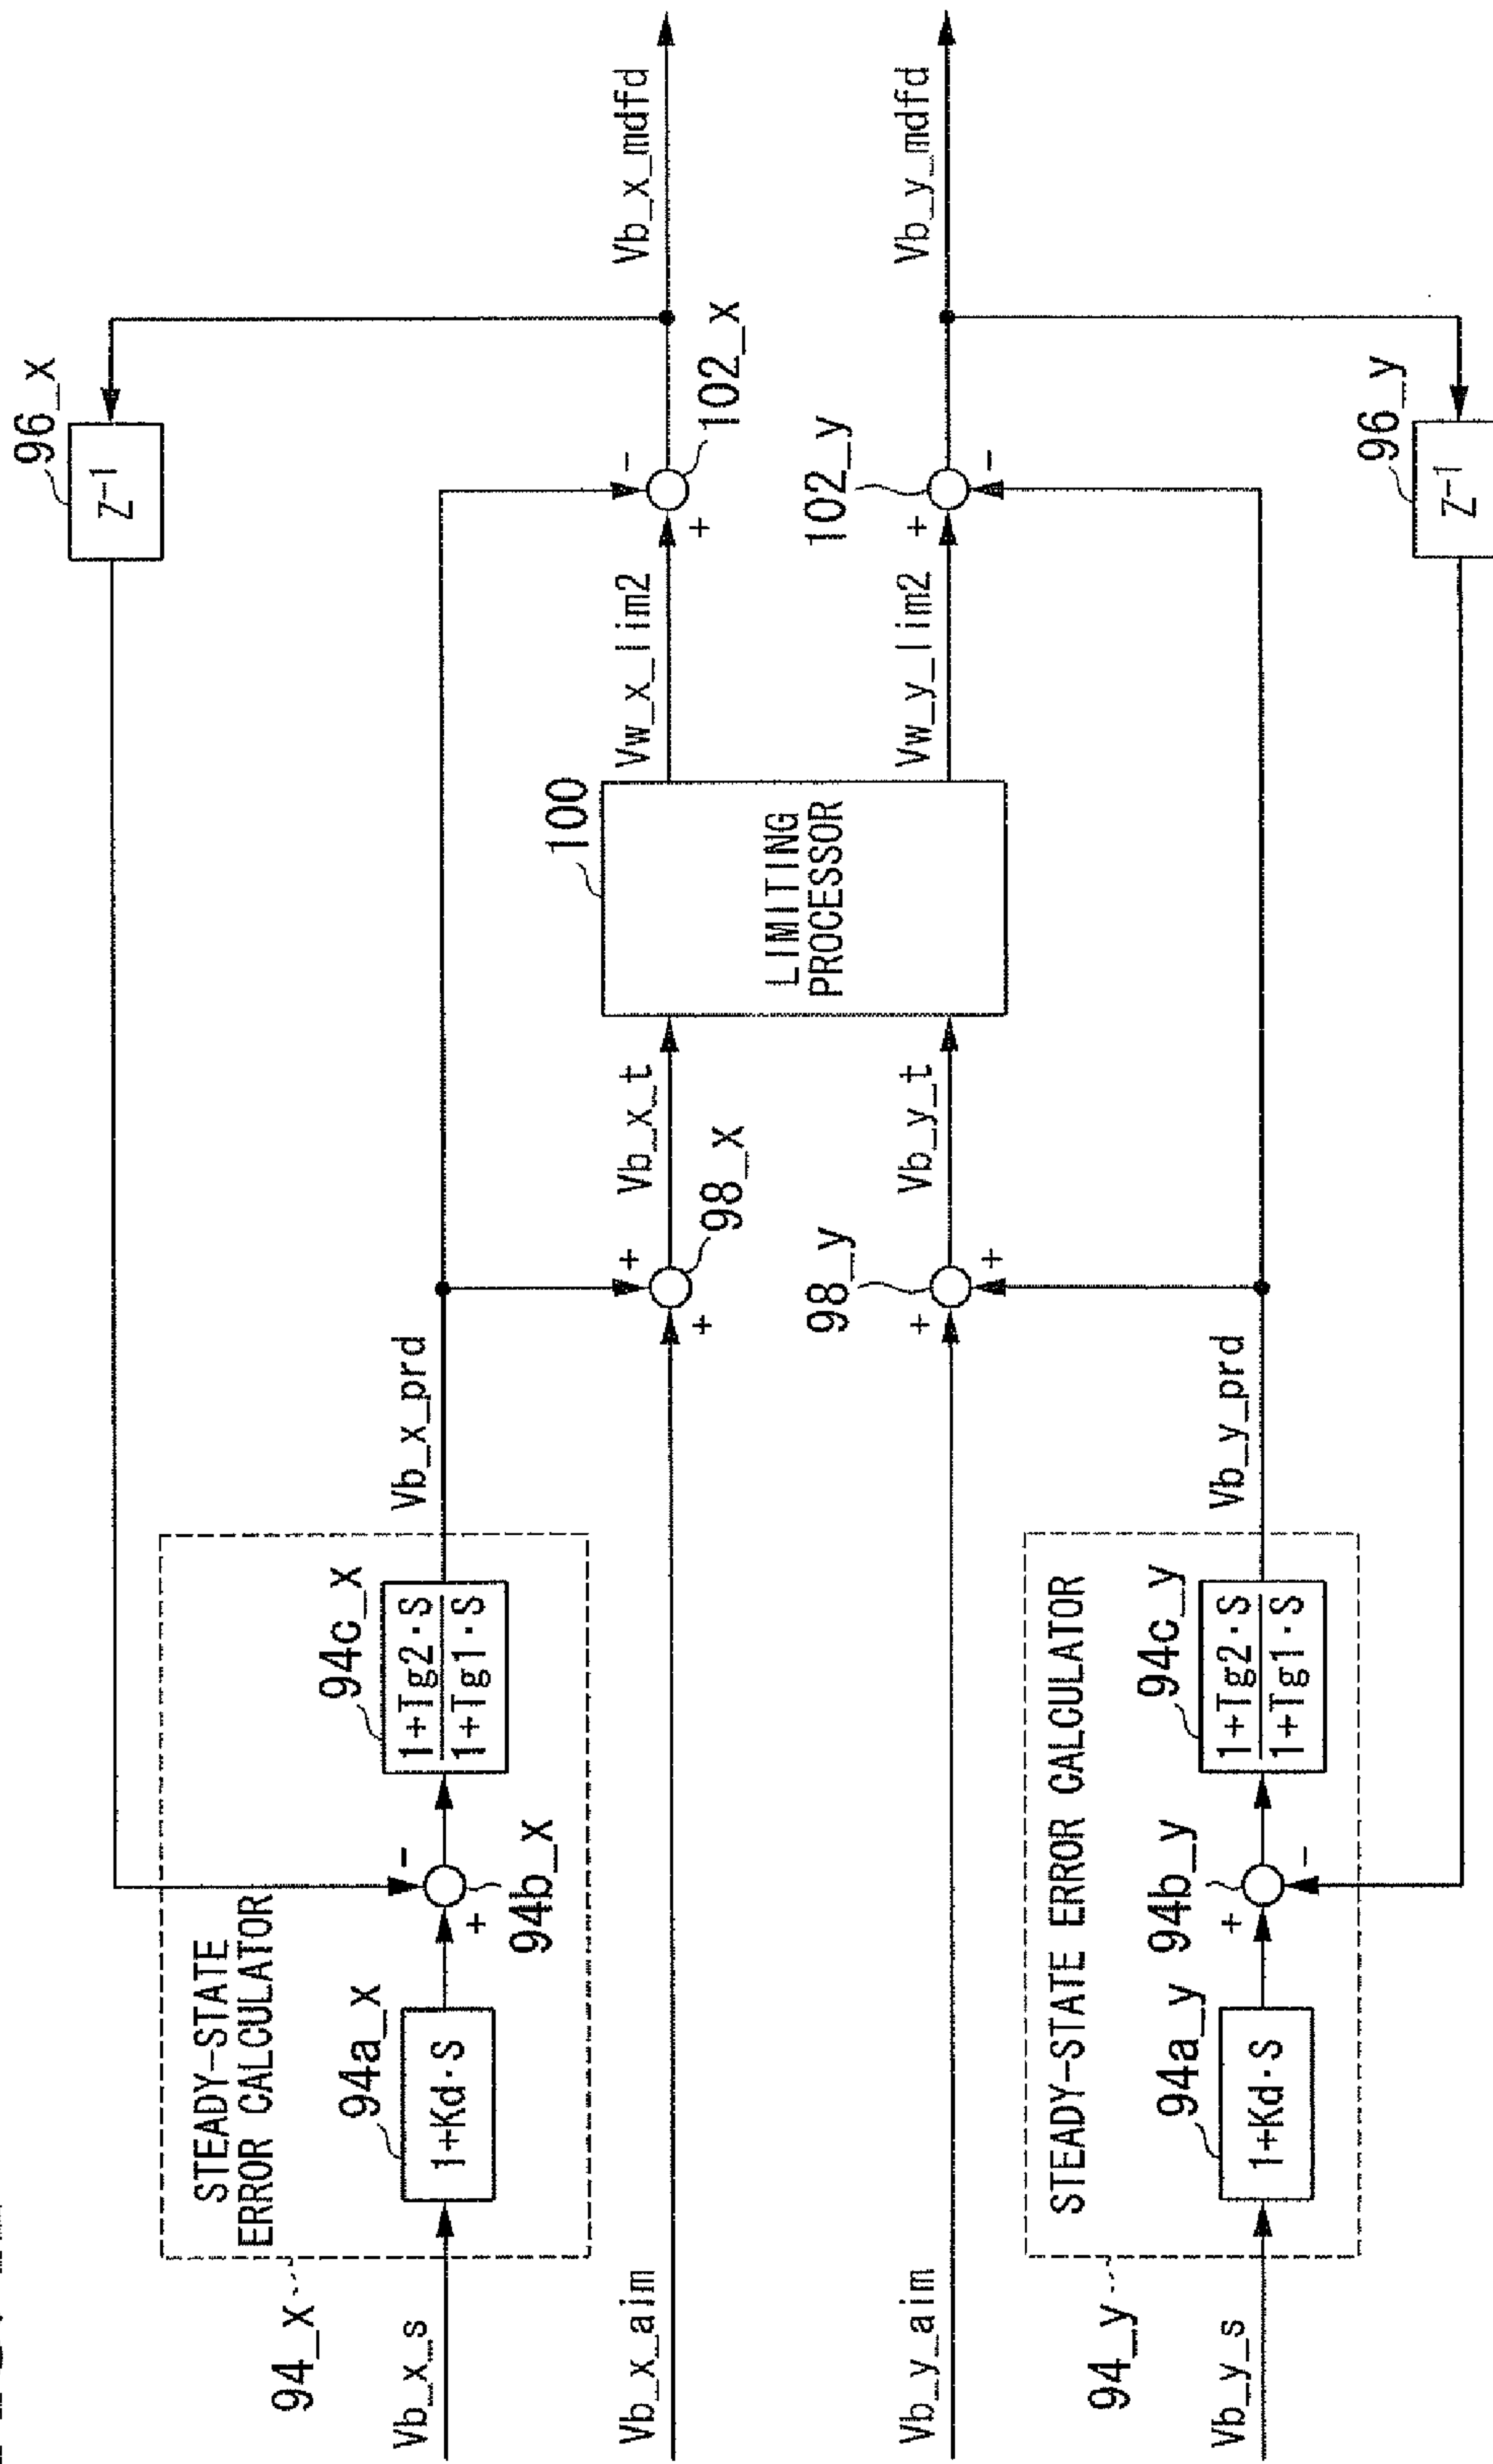 94_x
STEADY-STATE
ERROR CALCULATOR
Vb_x_s
94a_x
1+Kd·S
+
-
94b_x
94c_x
1+Tg2·S
1+Tg1·S
Vb_x_prd
96_x
Z⁻¹
Vb_x_aim
+
+
98_x
Vb_x_t
100
LIMITING
PROCESSOR
Vw_x_lim2
+
-
102_x
Vb_x_mdfd
Vb_y_aim
+
+
98_y
Vb_y_t
Vw_y_lim2
+
-
102_y
Vb_y_mdfd
94_y
STEADY-STATE ERROR CALCULATOR
Vb_y_s
94a_y
1+Kd·S
+
-
94b_y
94c_y
1+Tg2·S
1+Tg1·S
Vb_y_prd
96_y
Z⁻¹